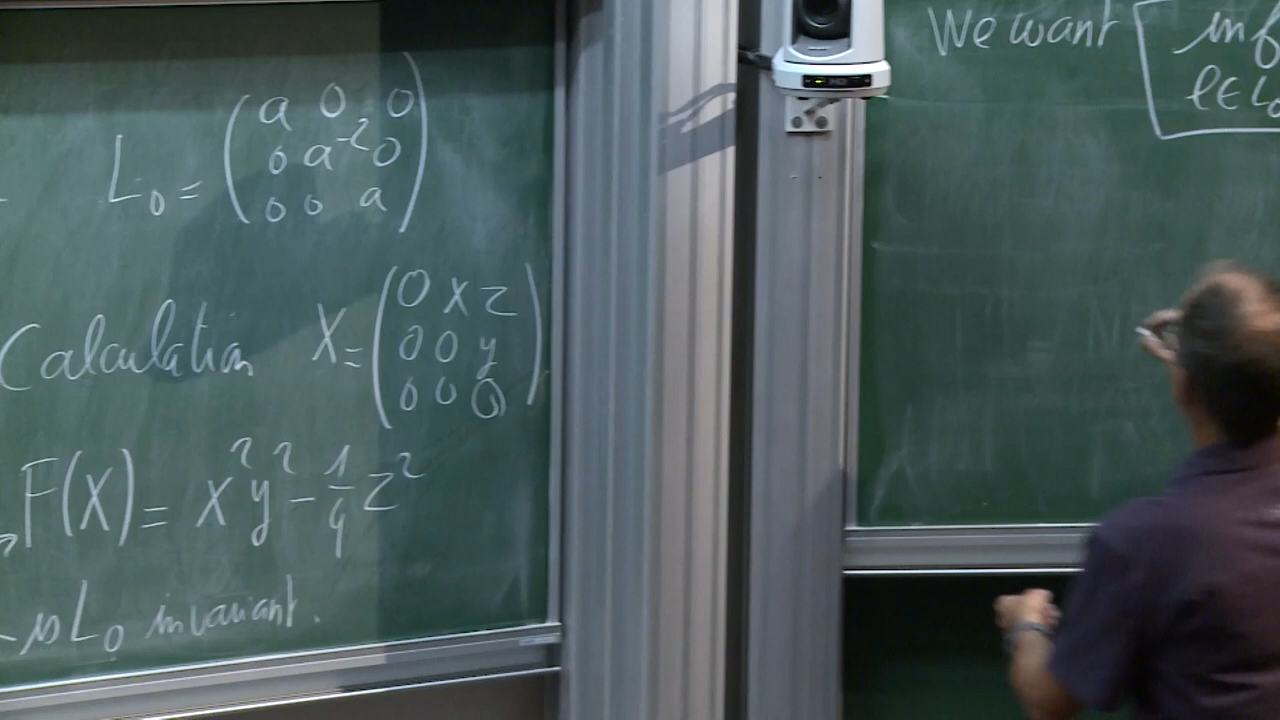 L₀ = (a 0 0
0 a⁻² 0
0 0 a)
Calculation X = (0 x z
0 0 y
0 0 0)
F(X) = x²y² - 1/4 z²
is L₀ invariant.
We want [inf
l∈L₀